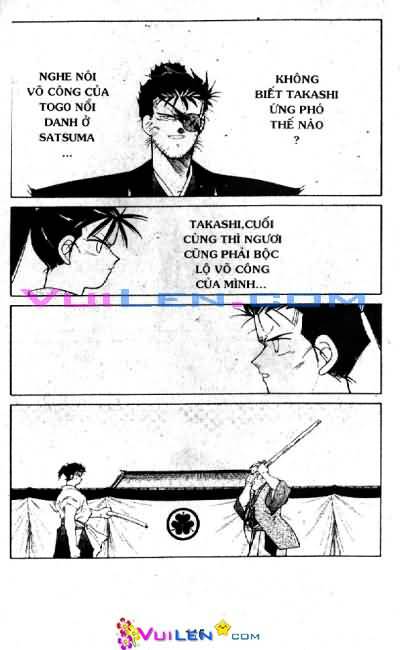 NGHE NÓI
VÕ CÔNG CỦA
TOGO NỔI
DANH Ở
SATSUMA
...
KHÔNG
BIẾT TAKASHI
ỨNG PHÓ
THẾ NÀO
?
TAKASHI,CUỐI
CÙNG THÌ NGƯƠI
CŨNG PHẢI BỘC
LỘ VÕ CÔNG
CỦA MÌNH...
VUILEN.COM
VUILEN.COM